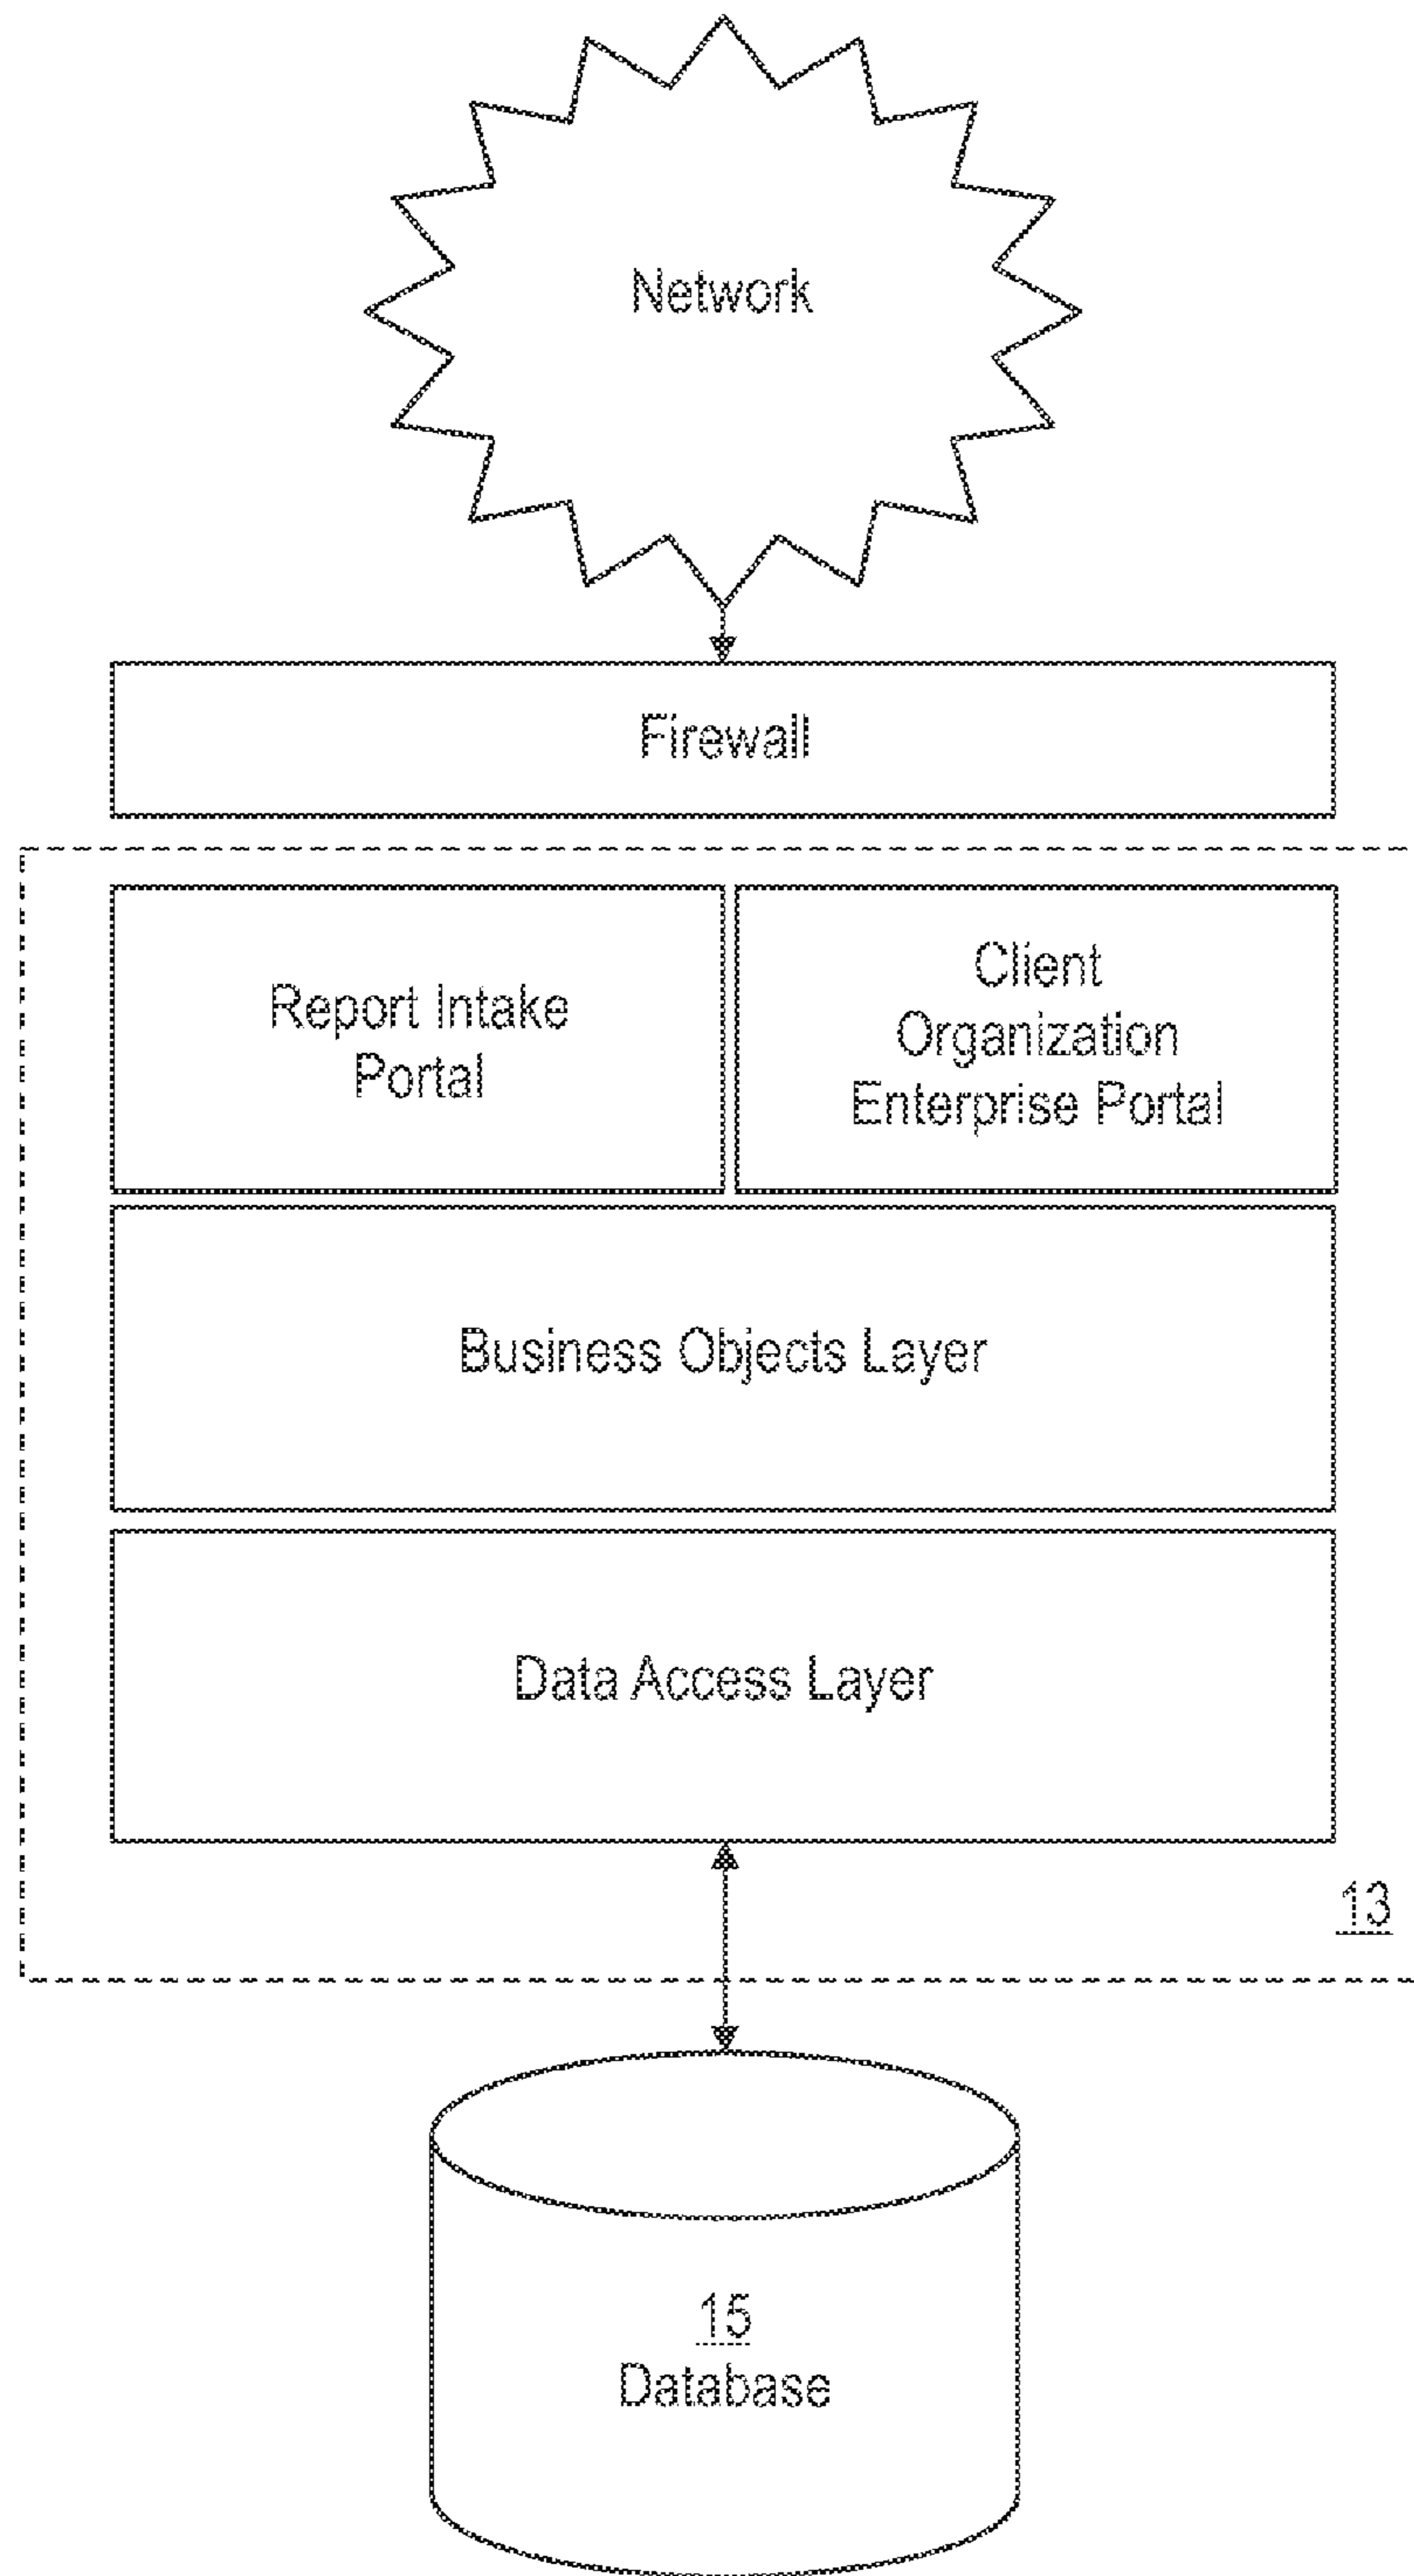 Network
Firewall
Report Intake
Portal
Client
Organization
Enterprise Portal
Business Objects Layer
Data Access Layer
13
15
Database